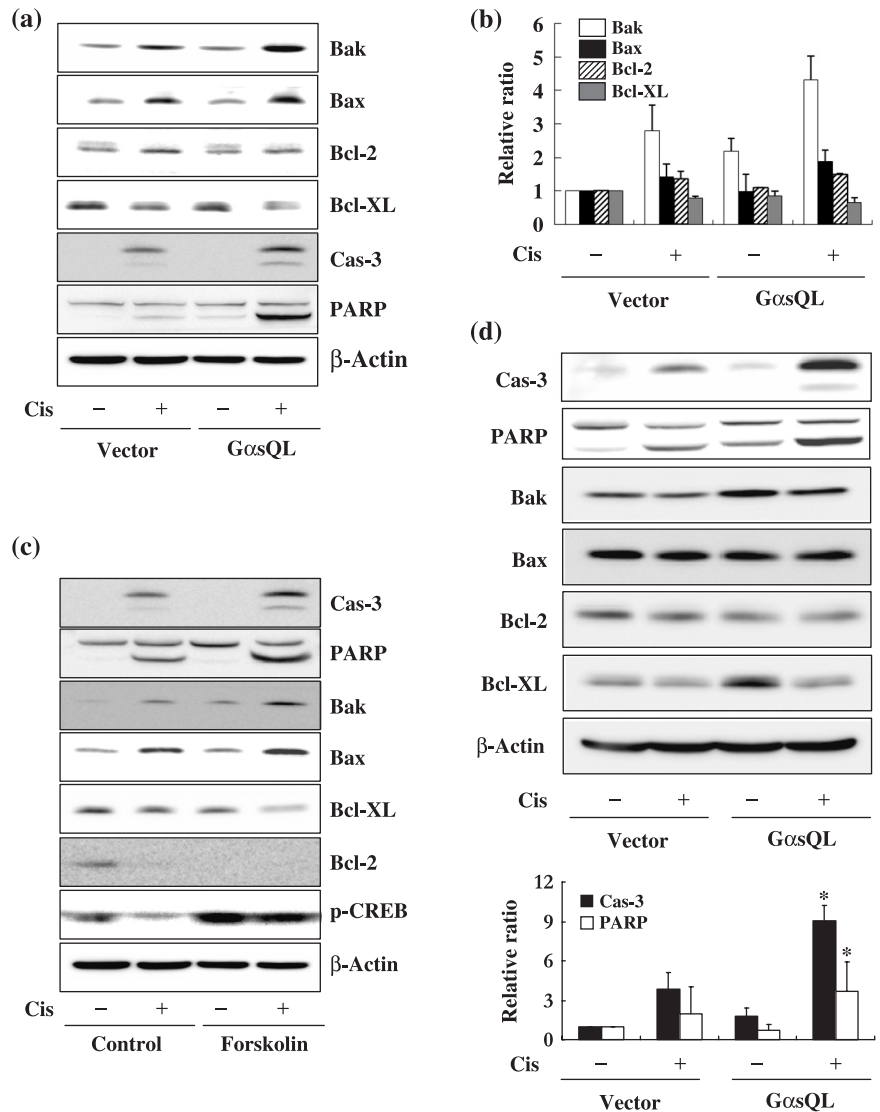 (a)
Bak
Bax
Bcl-2
Bcl-XL
Cas-3
PARP
β-Actin
Cis − + − +
Vector GαsQL
(b)
Bak
Bax
Bcl-2
Bcl-XL
Relative ratio
6
5
4
3
2
1
0
Cis − + − +
Vector GαsQL
(c)
Cas-3
PARP
Bak
Bax
Bcl-XL
Bcl-2
p-CREB
β-Actin
Cis − + − +
Control Forskolin
(d)
Cas-3
PARP
Bak
Bax
Bcl-2
Bcl-XL
β-Actin
Cis − + − +
Vector GαsQL
Cas-3
PARP
* *
Relative ratio
12
9
6
3
0
Cis − + − +
Vector GαsQL